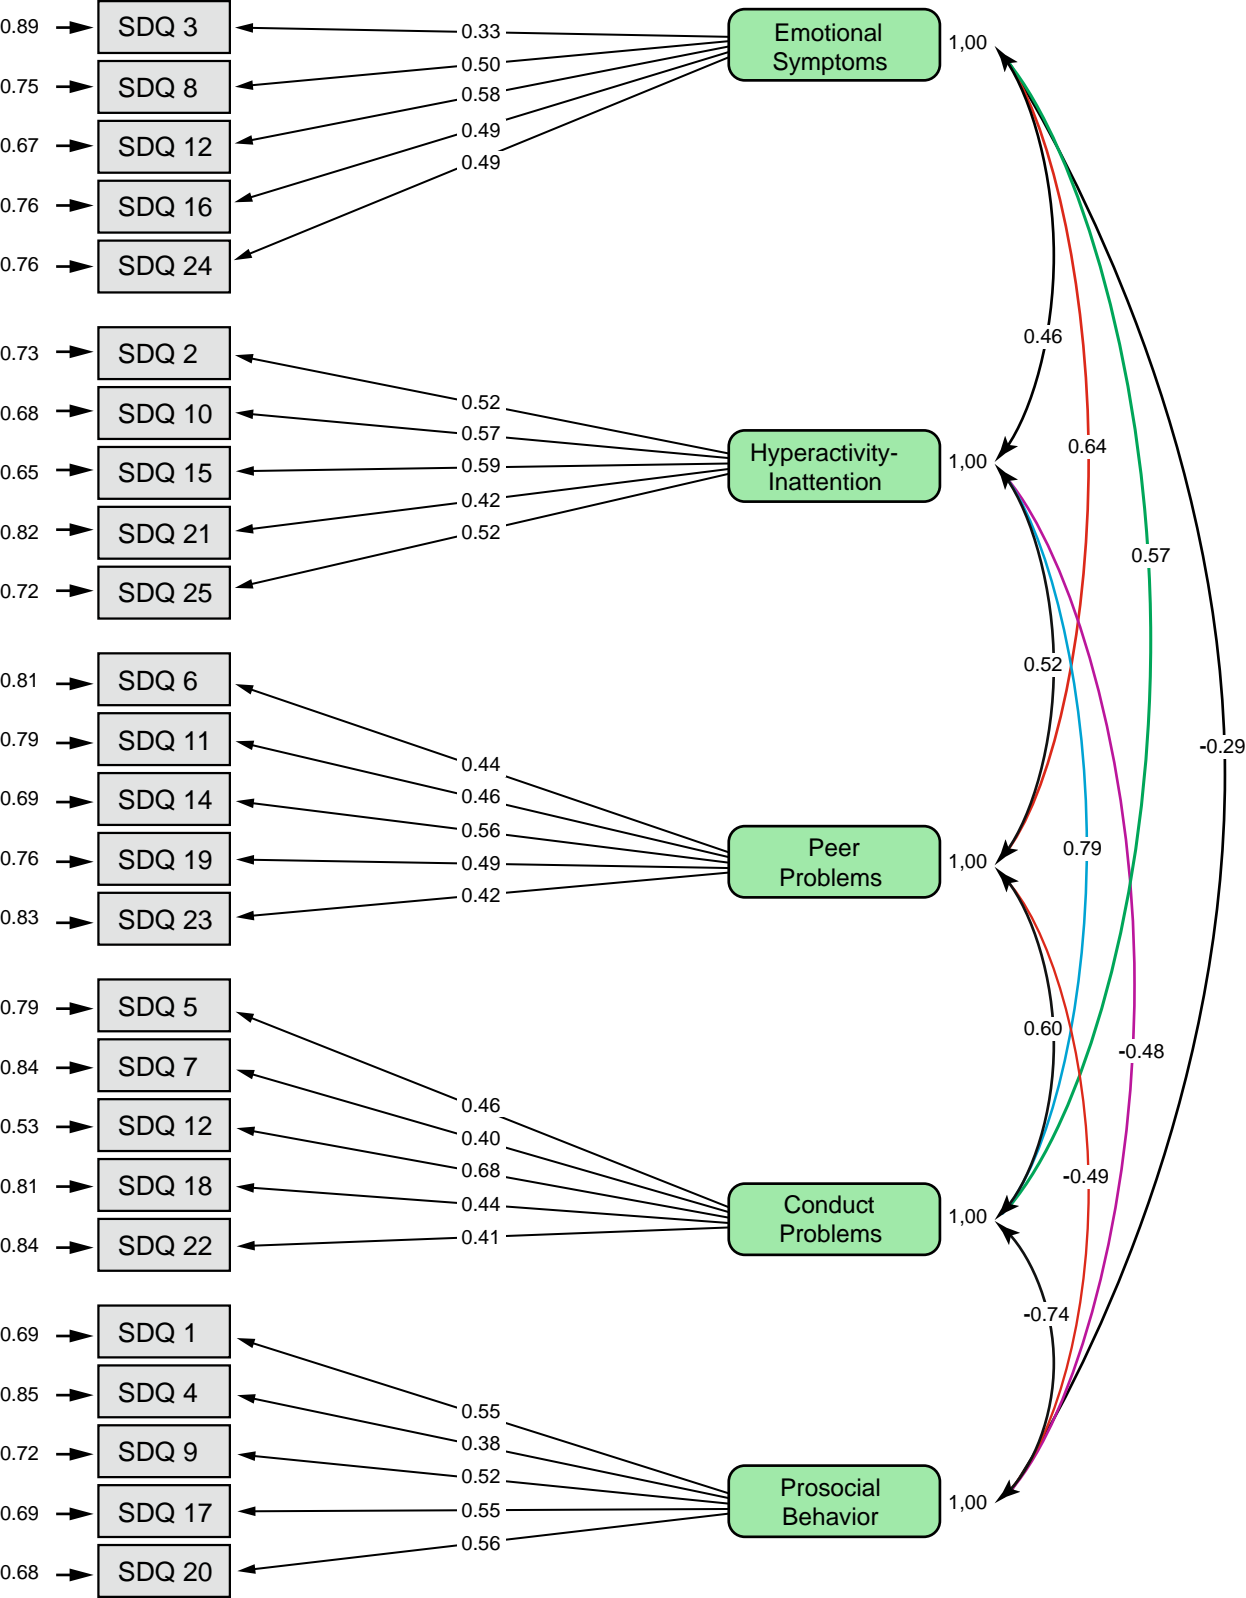 0.89 SDQ 3 0.33
0.75 SDQ 8 0.50
0.67 SDQ 12 0.58
0.76 SDQ 16 0.49
0.76 SDQ 24 0.49
Emotional
Symptoms
1,00
0.73 SDQ 2 0.52
0.68 SDQ 10 0.57
0.65 SDQ 15 0.59
0.82 SDQ 21 0.42
0.72 SDQ 25 0.52
Hyperactivity-
Inattention
1,00
0.81 SDQ 6 0.44
0.79 SDQ 11 0.46
0.69 SDQ 14 0.56
0.76 SDQ 19 0.49
0.83 SDQ 23 0.42
Peer
Problems
1,00
0.79 SDQ 5 0.46
0.84 SDQ 7 0.40
0.53 SDQ 12 0.68
0.81 SDQ 18 0.44
0.84 SDQ 22 0.41
Conduct
Problems
1,00
0.69 SDQ 1 0.55
0.85 SDQ 4 0.38
0.72 SDQ 9 0.52
0.69 SDQ 17 0.55
0.68 SDQ 20 0.56
Prosocial
Behavior
1,00
0.46
0.64
0.57
0.52
-0.29
0.79
0.60
-0.48
-0.49
-0.74